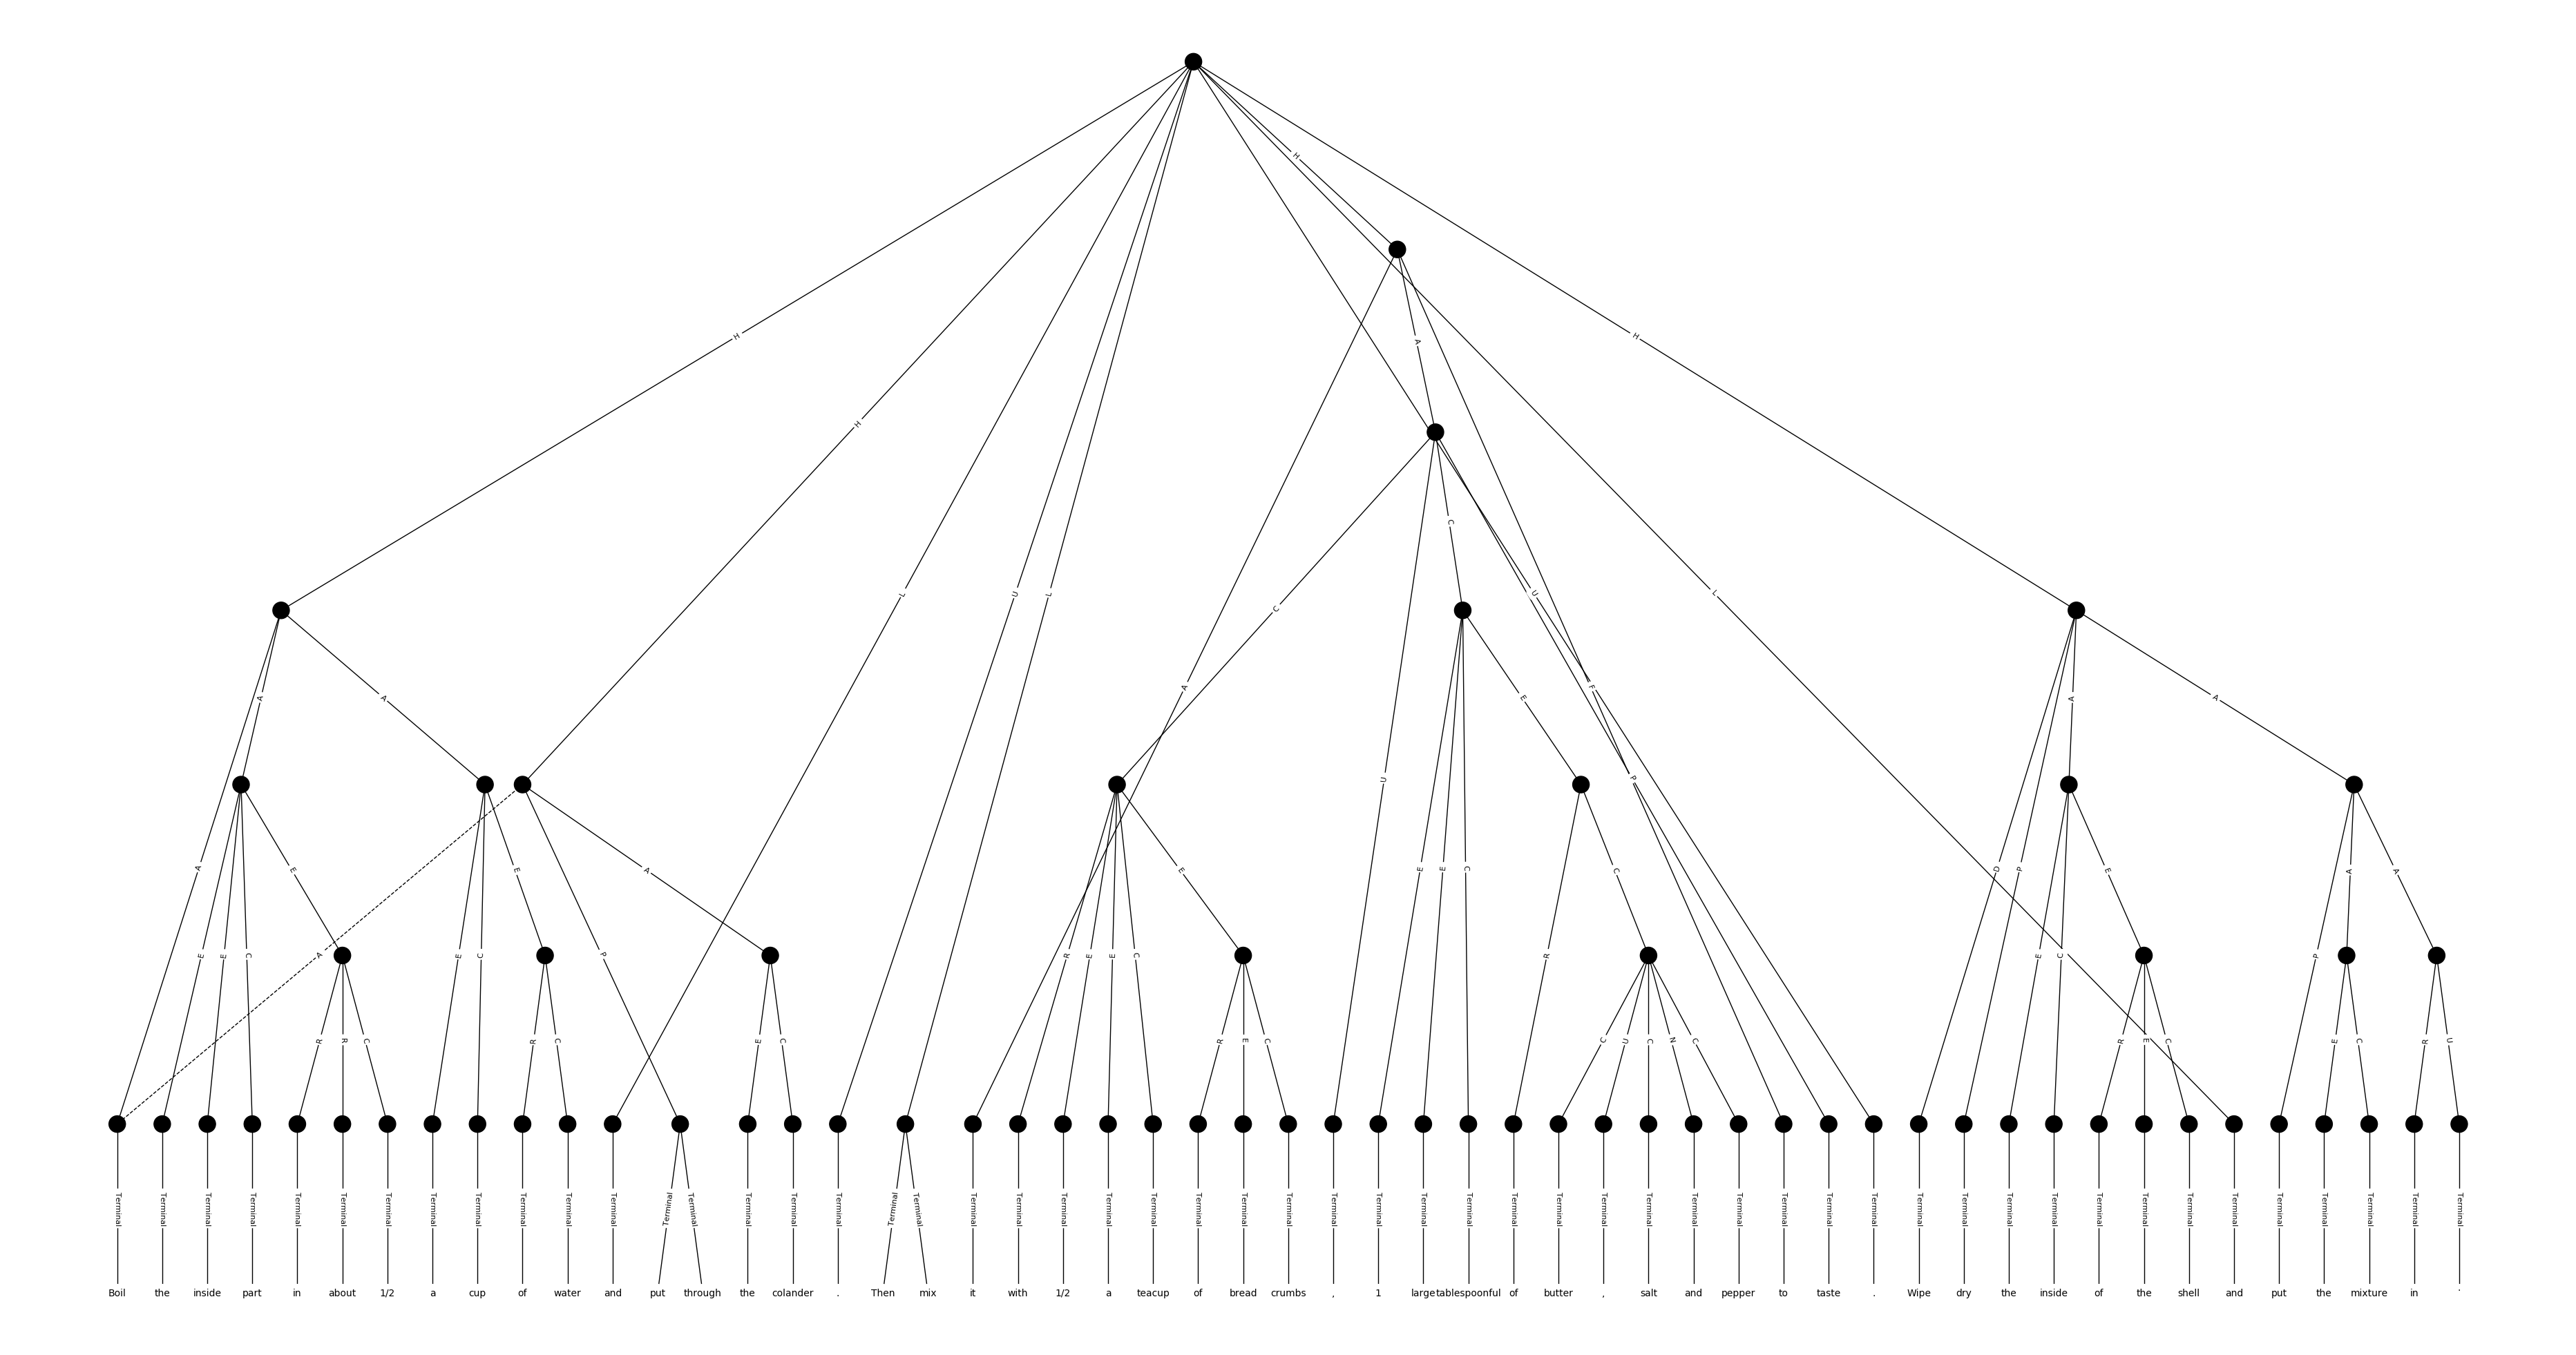 H
H
H
A
H
C
L
U
L
C
U
L
A
A
A
A
F
E
A
A
U
P
A
E
E
A
E
E
E
C
C
E
D
P
E
A
A
A
E
E
C
E
C
P
R
E
E
C
R
E
C
P
R
R
C
R
C
E
C
R
E
C
C
U
C
N
C
R
E
C
E
C
R
U
Terminal Terminal Terminal Terminal Terminal Terminal Terminal Terminal Terminal Terminal Terminal Terminal Terminal Terminal Terminal Terminal Terminal Terminal Terminal Terminal Terminal Terminal Terminal Terminal Terminal Terminal Terminal Terminal Terminal Terminal Terminal Terminal Terminal Terminal Terminal Terminal Terminal Terminal Terminal Terminal Terminal Terminal Terminal Terminal Terminal Terminal Terminal Terminal Terminal Terminal Terminal Terminal Terminal
Boil the inside part in about 1/2 a cup of water and put through the colander . Then mix it with 1/2 a teacup of bread crumbs , 1 large tablespoonful of butter , salt and pepper to taste . Wipe dry the inside of the shell and put the mixture in .